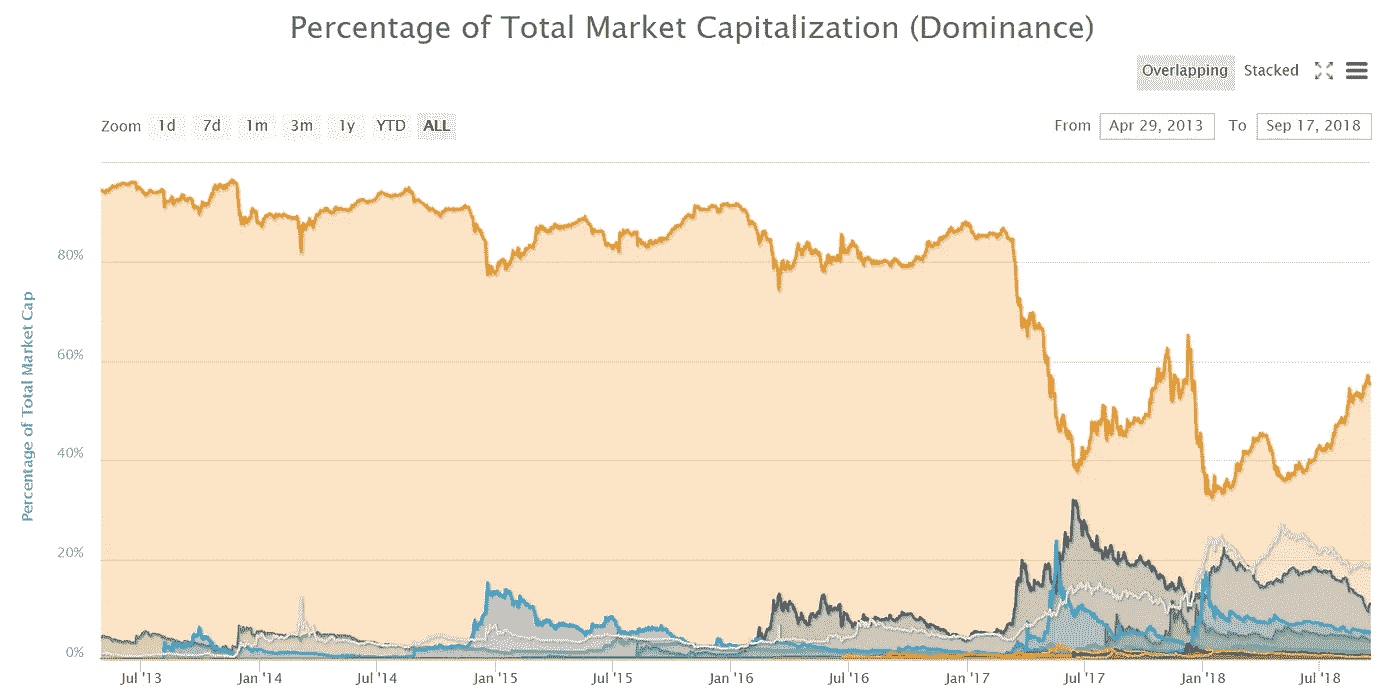 Percentage of Total Market Capitalization (Dominance)
Overlapping Stacked
Zoom 1d 7d 1m 3m 1y YTD ALL
From Apr 29, 2013 To Sep 17, 2018
Percentage of Total Market Cap
80%
60%
40%
20%
0%
Jul '13 Jan '14 Jul '14 Jan '15 Jul '15 Jan '16 Jul '16 Jan '17 Jul '17 Jan '18 Jul '18